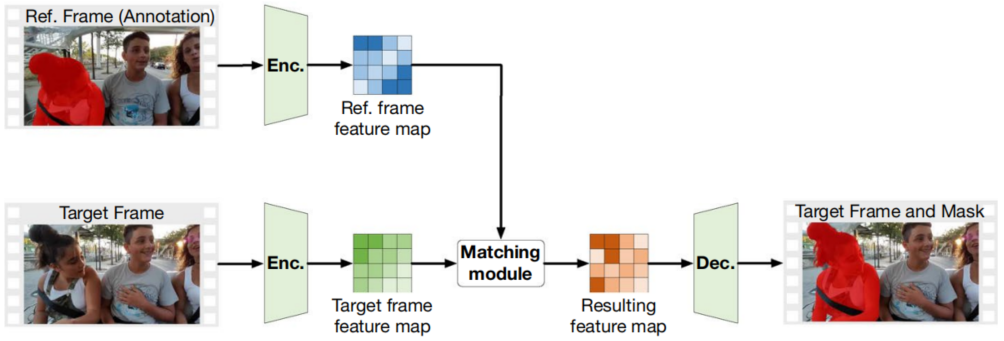 Ref. Frame (Annotation)
Enc.
Ref. frame
feature map
Target Frame
Enc.
Target frame
feature map
Matching
module
Resulting
feature map
Dec.
Target Frame and Mask